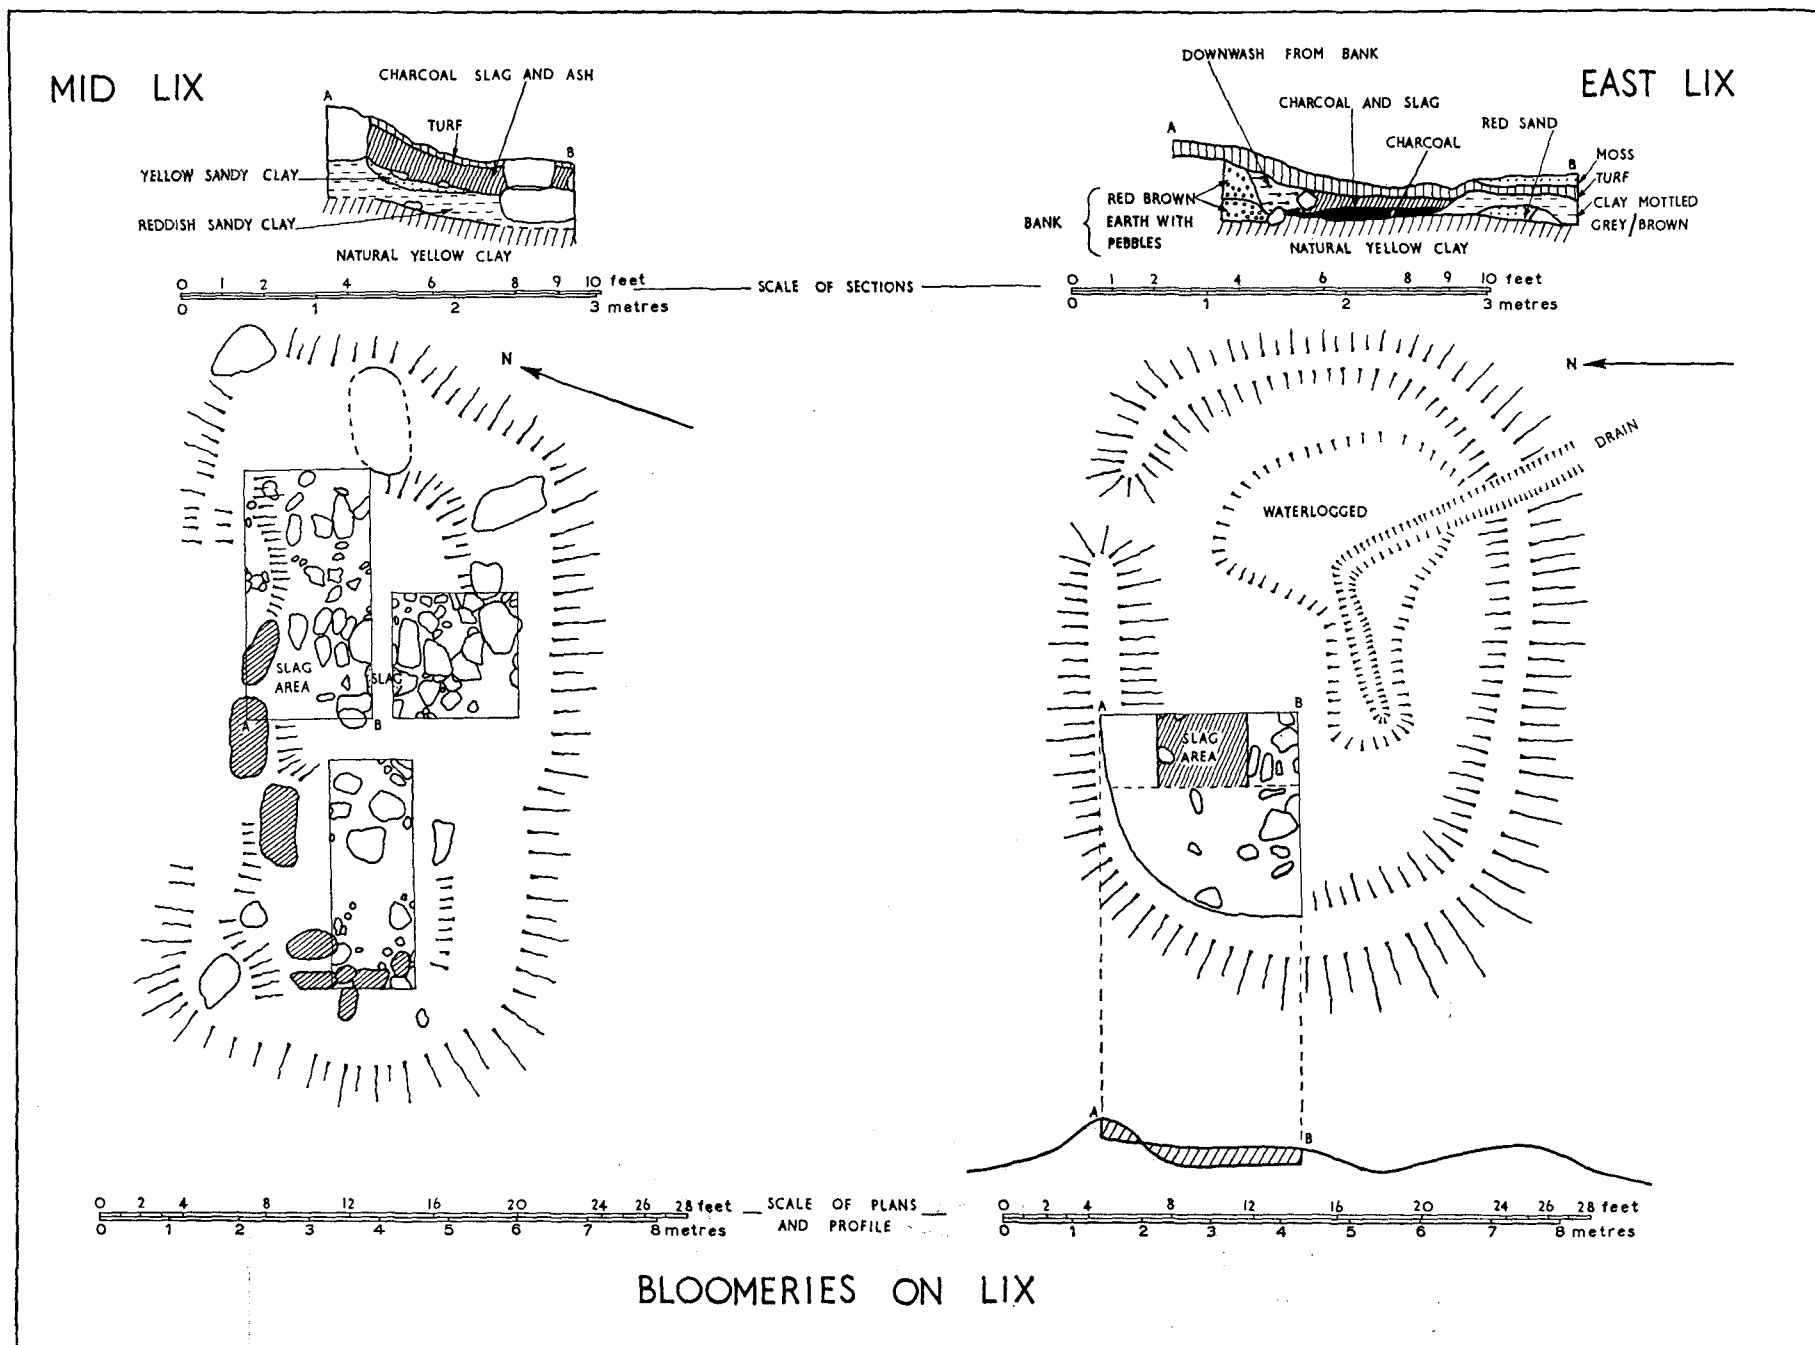 MID LIX
CHARCOAL SLAG AND ASH
A
TURF
B
YELLOW SANDY CLAY
REDDISH SANDY CLAY
NATURAL YELLOW CLAY
DOWNWASH FROM BANK
EAST LIX
CHARCOAL AND SLAG
RED SAND
A
CHARCOAL
B
MOSS
TURF
BANK
RED BROWN
EARTH WITH
PEBBLES
CLAY MOTTLED
GREY/BROWN
NATURAL YELLOW CLAY
0 1 2 4 6 8 9 10 feet
0 1 2 3 metres
SCALE OF SECTIONS
0 1 2 4 6 8 9 10 feet
0 1 2 3 metres
N
SLAG
AREA
SLAG
A
B
N
DRAIN
WATERLOGGED
A
B
SLAG
AREA
A
B
0 2 4 8 12 16 20 24 26 28 feet
0 1 2 3 4 5 6 7 8 metres
SCALE OF PLANS
AND PROFILE
0 2 4 8 12 16 20 24 26 28 feet
0 1 2 3 4 5 6 7 8 metres
BLOOMERIES ON LIX